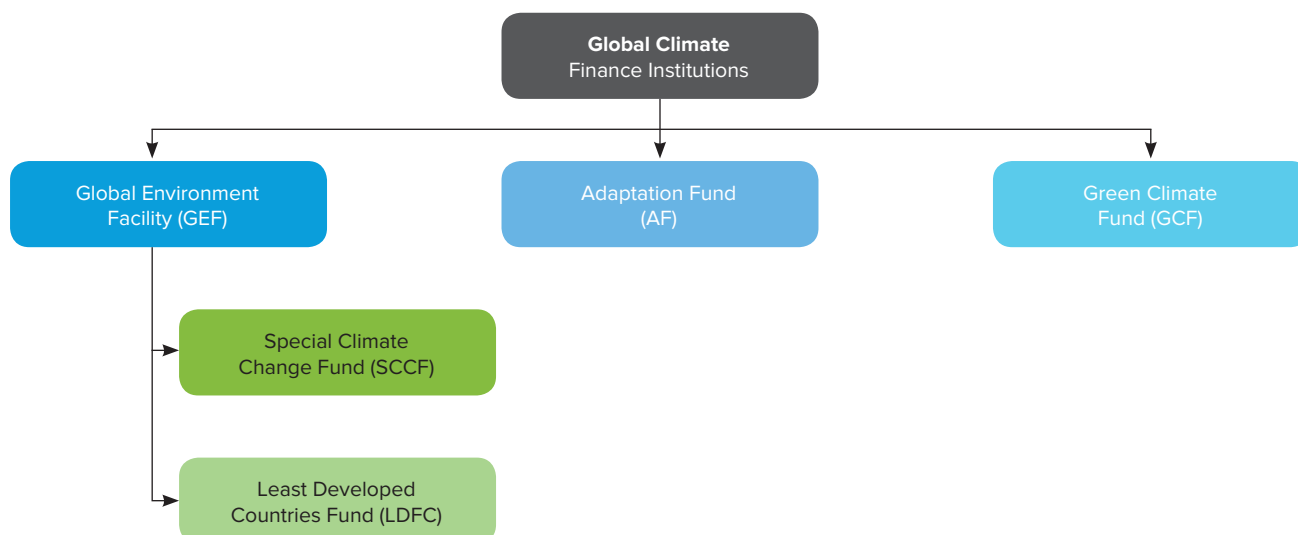 Global Climate
Finance Institutions
Global Environment
Facility (GEF)
Adaptation Fund
(AF)
Green Climate
Fund (GCF)
Special Climate
Change Fund (SCCF)
Least Developed
Countries Fund (LDFC)